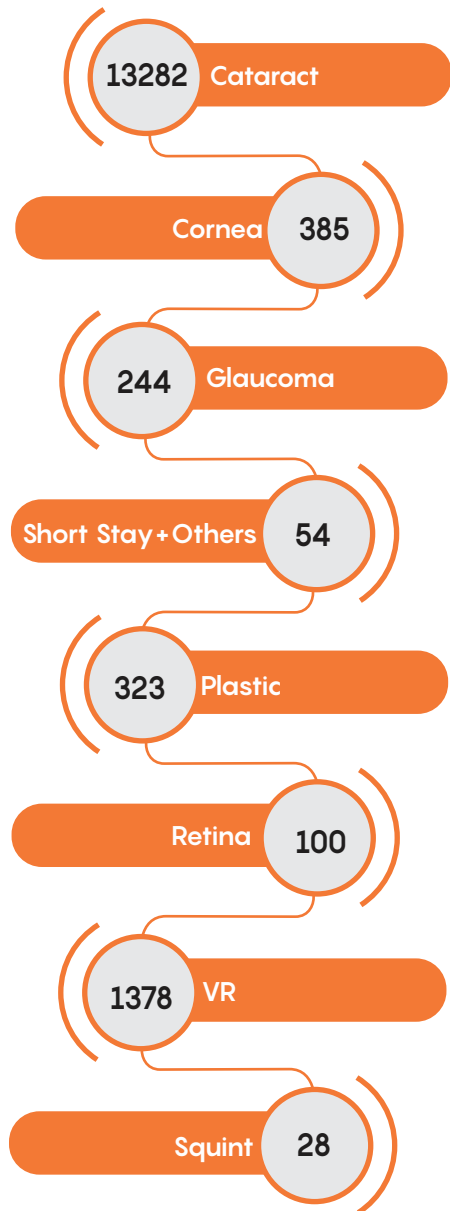 13282 Cataract
Cornea 385
244 Glaucoma
Short Stay+Others 54
323 Plastic
Retina 100
1378 VR
Squint 28